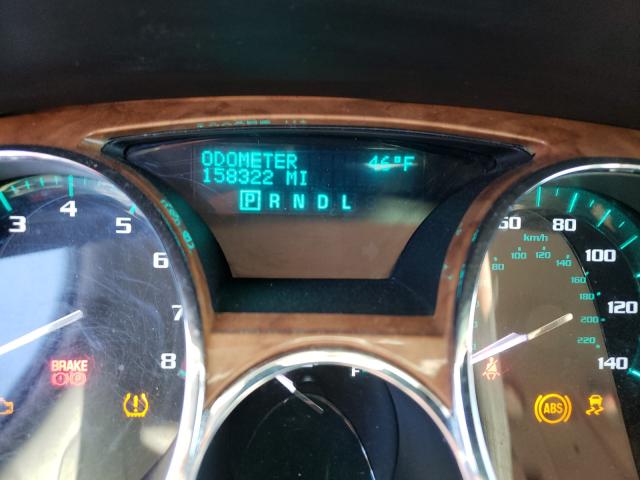 ODOMETER 46°F
158322 MI
P R N D L
3 4 5 6 7 8
BRAKE
F
60 80 100 120 140
km/h
80 100 120 140 160 180 200 220
ABS